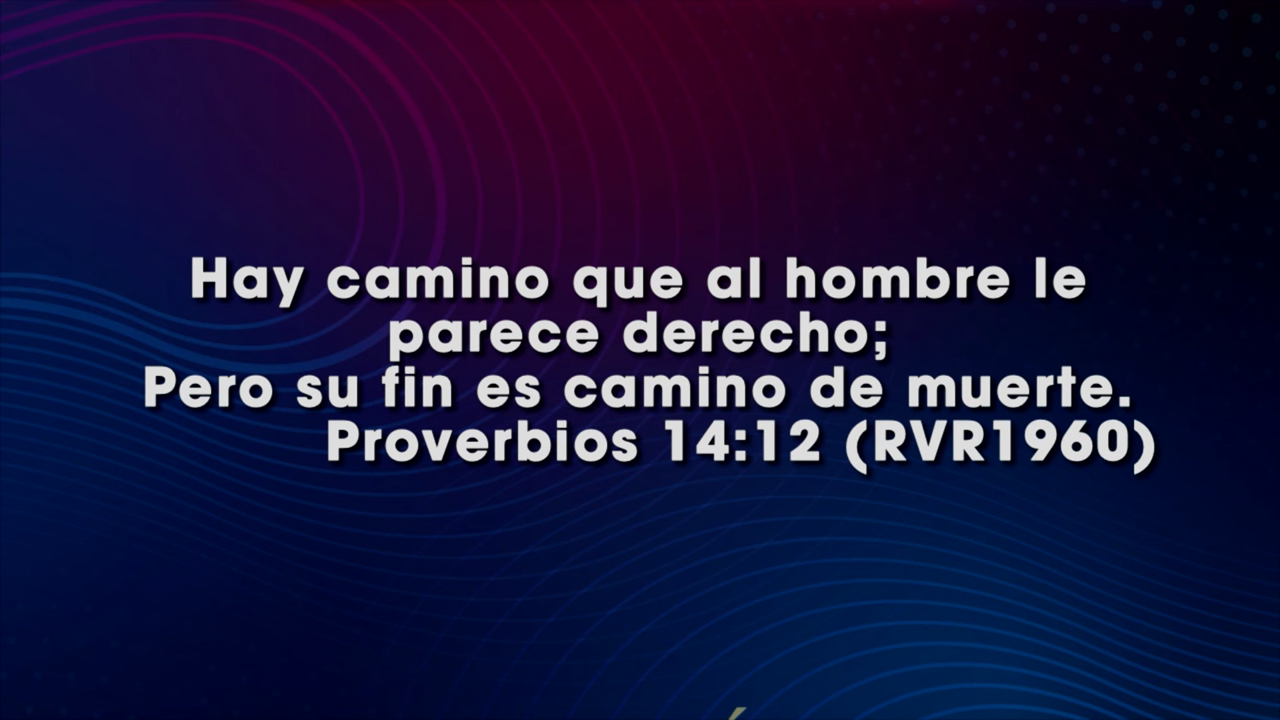 Hay camino que al hombre le
parece derecho;
Pero su fin es camino de muerte.
Proverbios 14:12 (RVR1960)